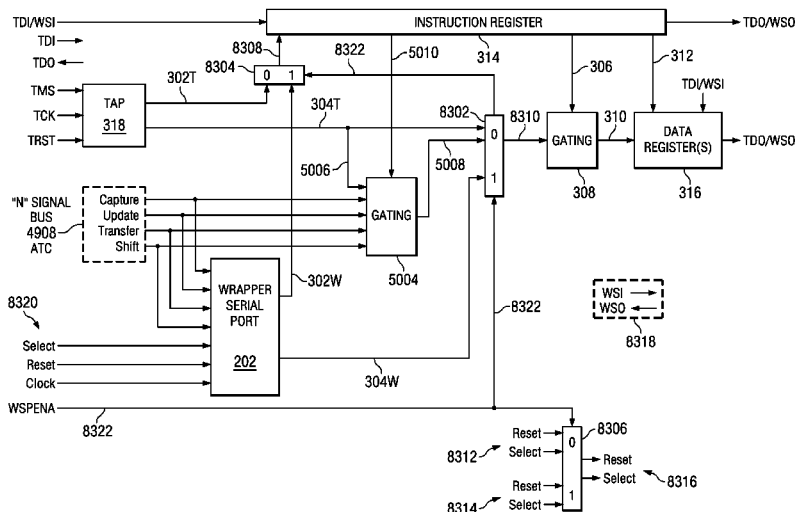 TDI/WSI
INSTRUCTION REGISTER
TDO/WSO
TDI
8308
5010
314
8322
306
312
TDO
8304
0 1
TDI/WSI
TMS
TCK
TRST
TAP
318
302T
304T
8302
0
1
8310
GATING
308
310
DATA
REGISTER(S)
316
TDO/WSO
5006
5008
"N" SIGNAL
BUS
4908
ATC
Capture
Update
Transfer
Shift
GATING
5004
WRAPPER
SERIAL
PORT
202
302W
304W
8322
WSI
WSO
8318
8320
Select
Reset
Clock
WSPENA
8322
8312
Reset
Select
8306
0
1
Reset
Select
8316
8314
Reset
Select